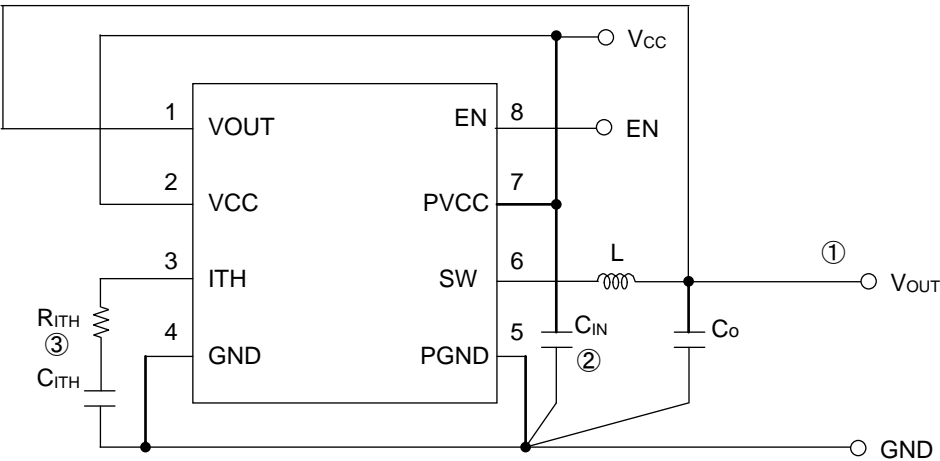 VCC
1
VOUT
EN
8
EN
2
VCC
PVCC
7
3
ITH
SW
6
L
①
VOUT
RITH
③
CITH
4
GND
PGND
5
CIN
②
Co
GND